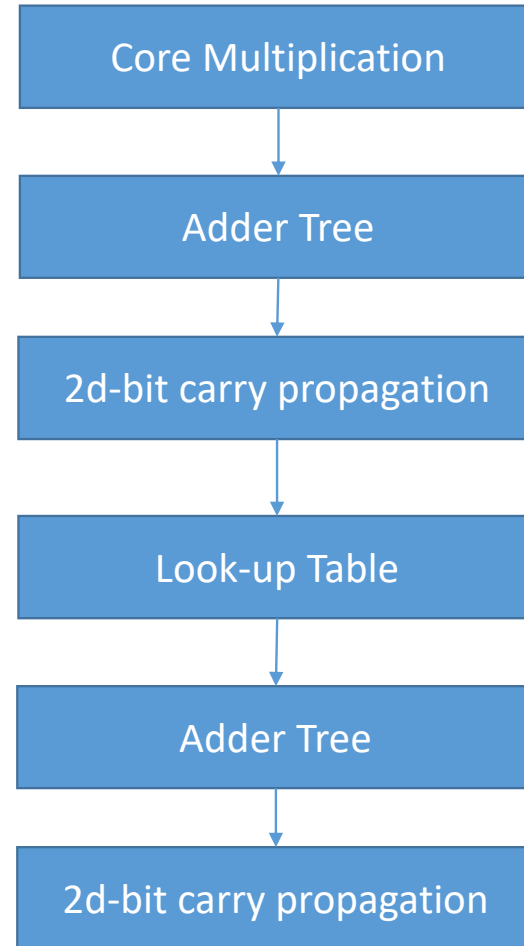 Core Multiplication
Adder Tree
2d-bit carry propagation
Look-up Table
Adder Tree
2d-bit carry propagation